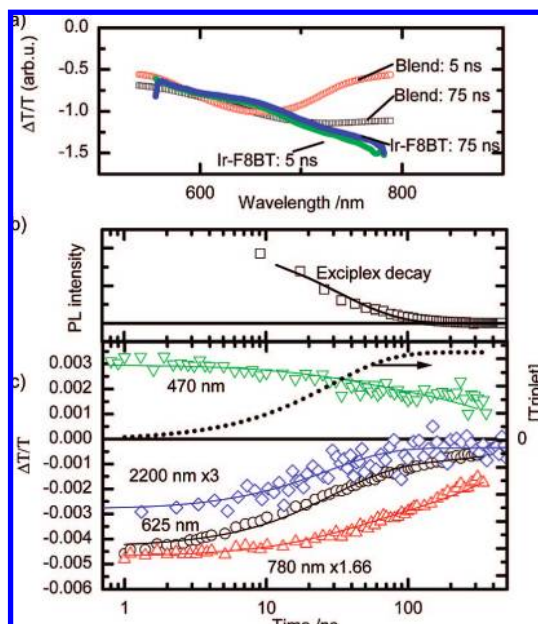 a)
ΔT/T (arb.u.)
0.0
-0.5
-1.0
-1.5
Blend: 5 ns
Blend: 75 ns
Ir-F8BT: 75 ns
Ir-F8BT: 5 ns
600
800
Wavelength /nm
b)
PL intensity
Exciplex decay
(c)
ΔT/T
0.003
0.002
0.001
0.000
-0.001
-0.002
-0.003
-0.004
-0.005
-0.006
470 nm
2200 nm x3
625 nm
780 nm x1.66
0
[Triplet]
1
10
100
Time /ns